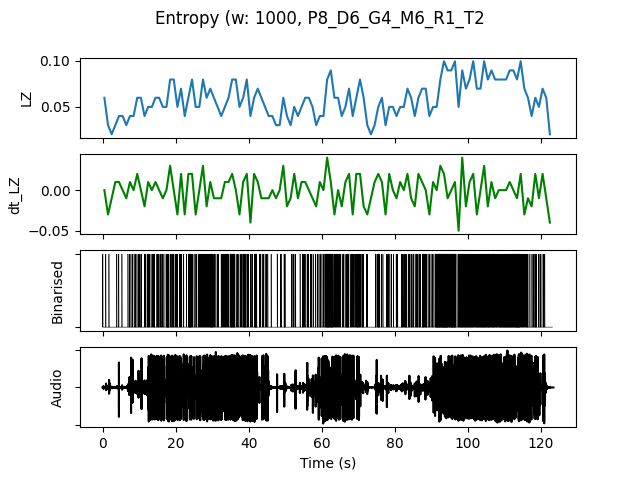 Entropy (w: 1000, P8_D6_G4_M6_R1_T2
0.10
0.05
LZ
0.00
−0.05
dt_LZ
Binarised
Audio
0 20 40 60 80 100 120
Time (s)